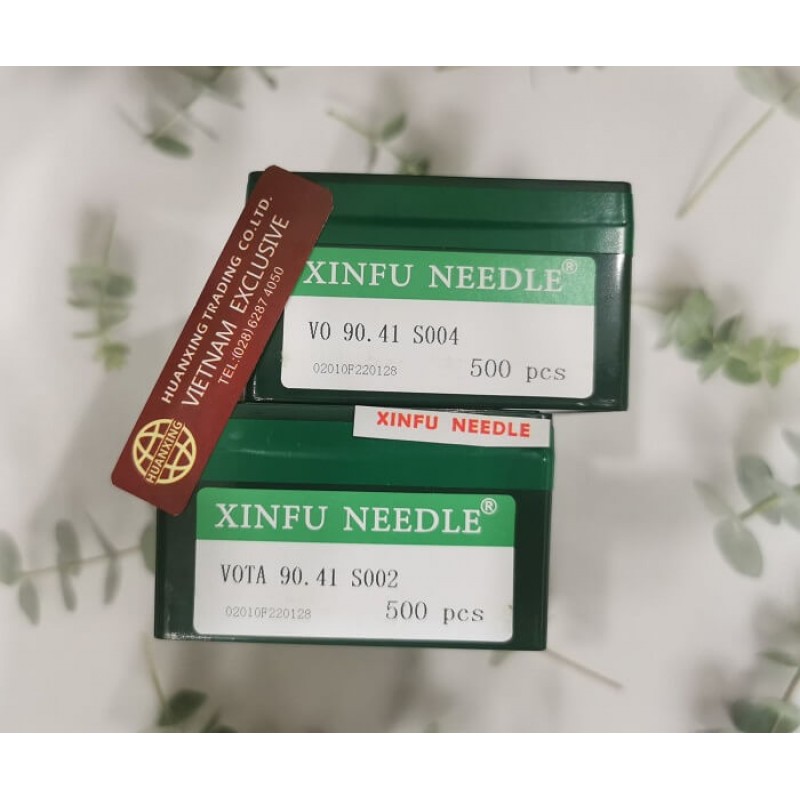 HUANXING TRADING CO.LTD.
VIETNAM EXCLUSIVE
TEL:(028)6287 4050
HUANXING
XINFU NEEDLE®
VO 90.41 S004
02010F220128
500 pcs
XINFU NEEDLE
XINFU NEEDLE®
VOTA 90.41 S002
02010F220128
500 pcs